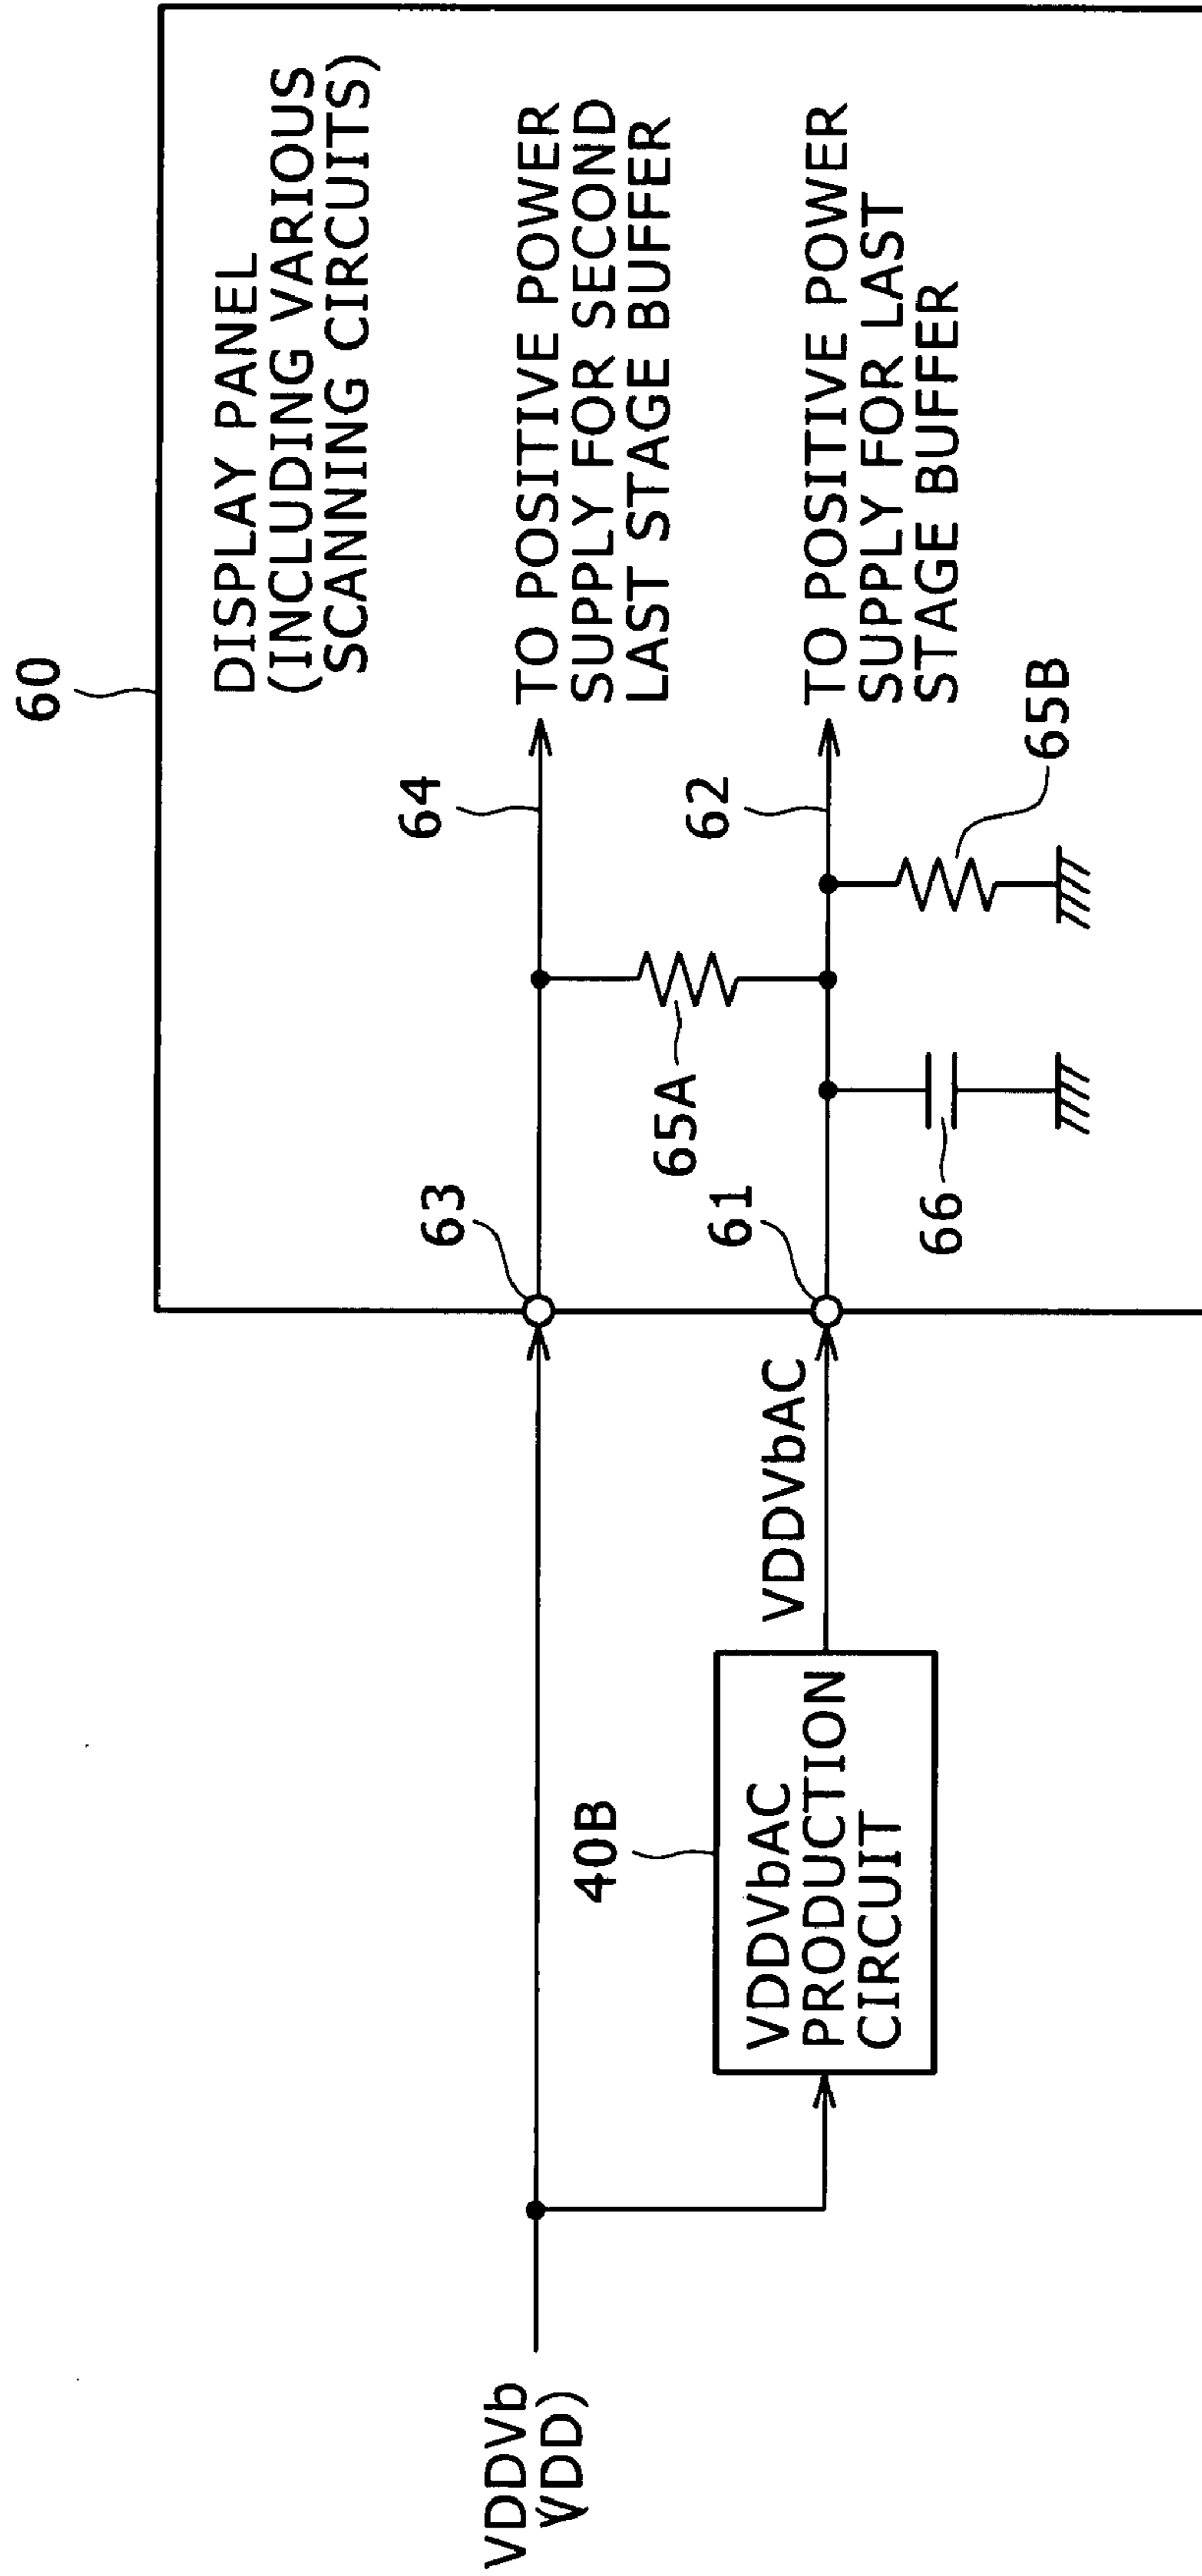 60
DISPLAY PANEL
(INCLUDING VARIOUS
SCANNING CIRCUITS)
VDDVb
(VDD)
63
64
TO POSITIVE POWER
SUPPLY FOR SECOND
LAST STAGE BUFFER
40B
VDDVbAC
PRODUCTION
CIRCUIT
VDDVbAC
61
65A
62
TO POSITIVE POWER
SUPPLY FOR LAST
STAGE BUFFER
66
65B